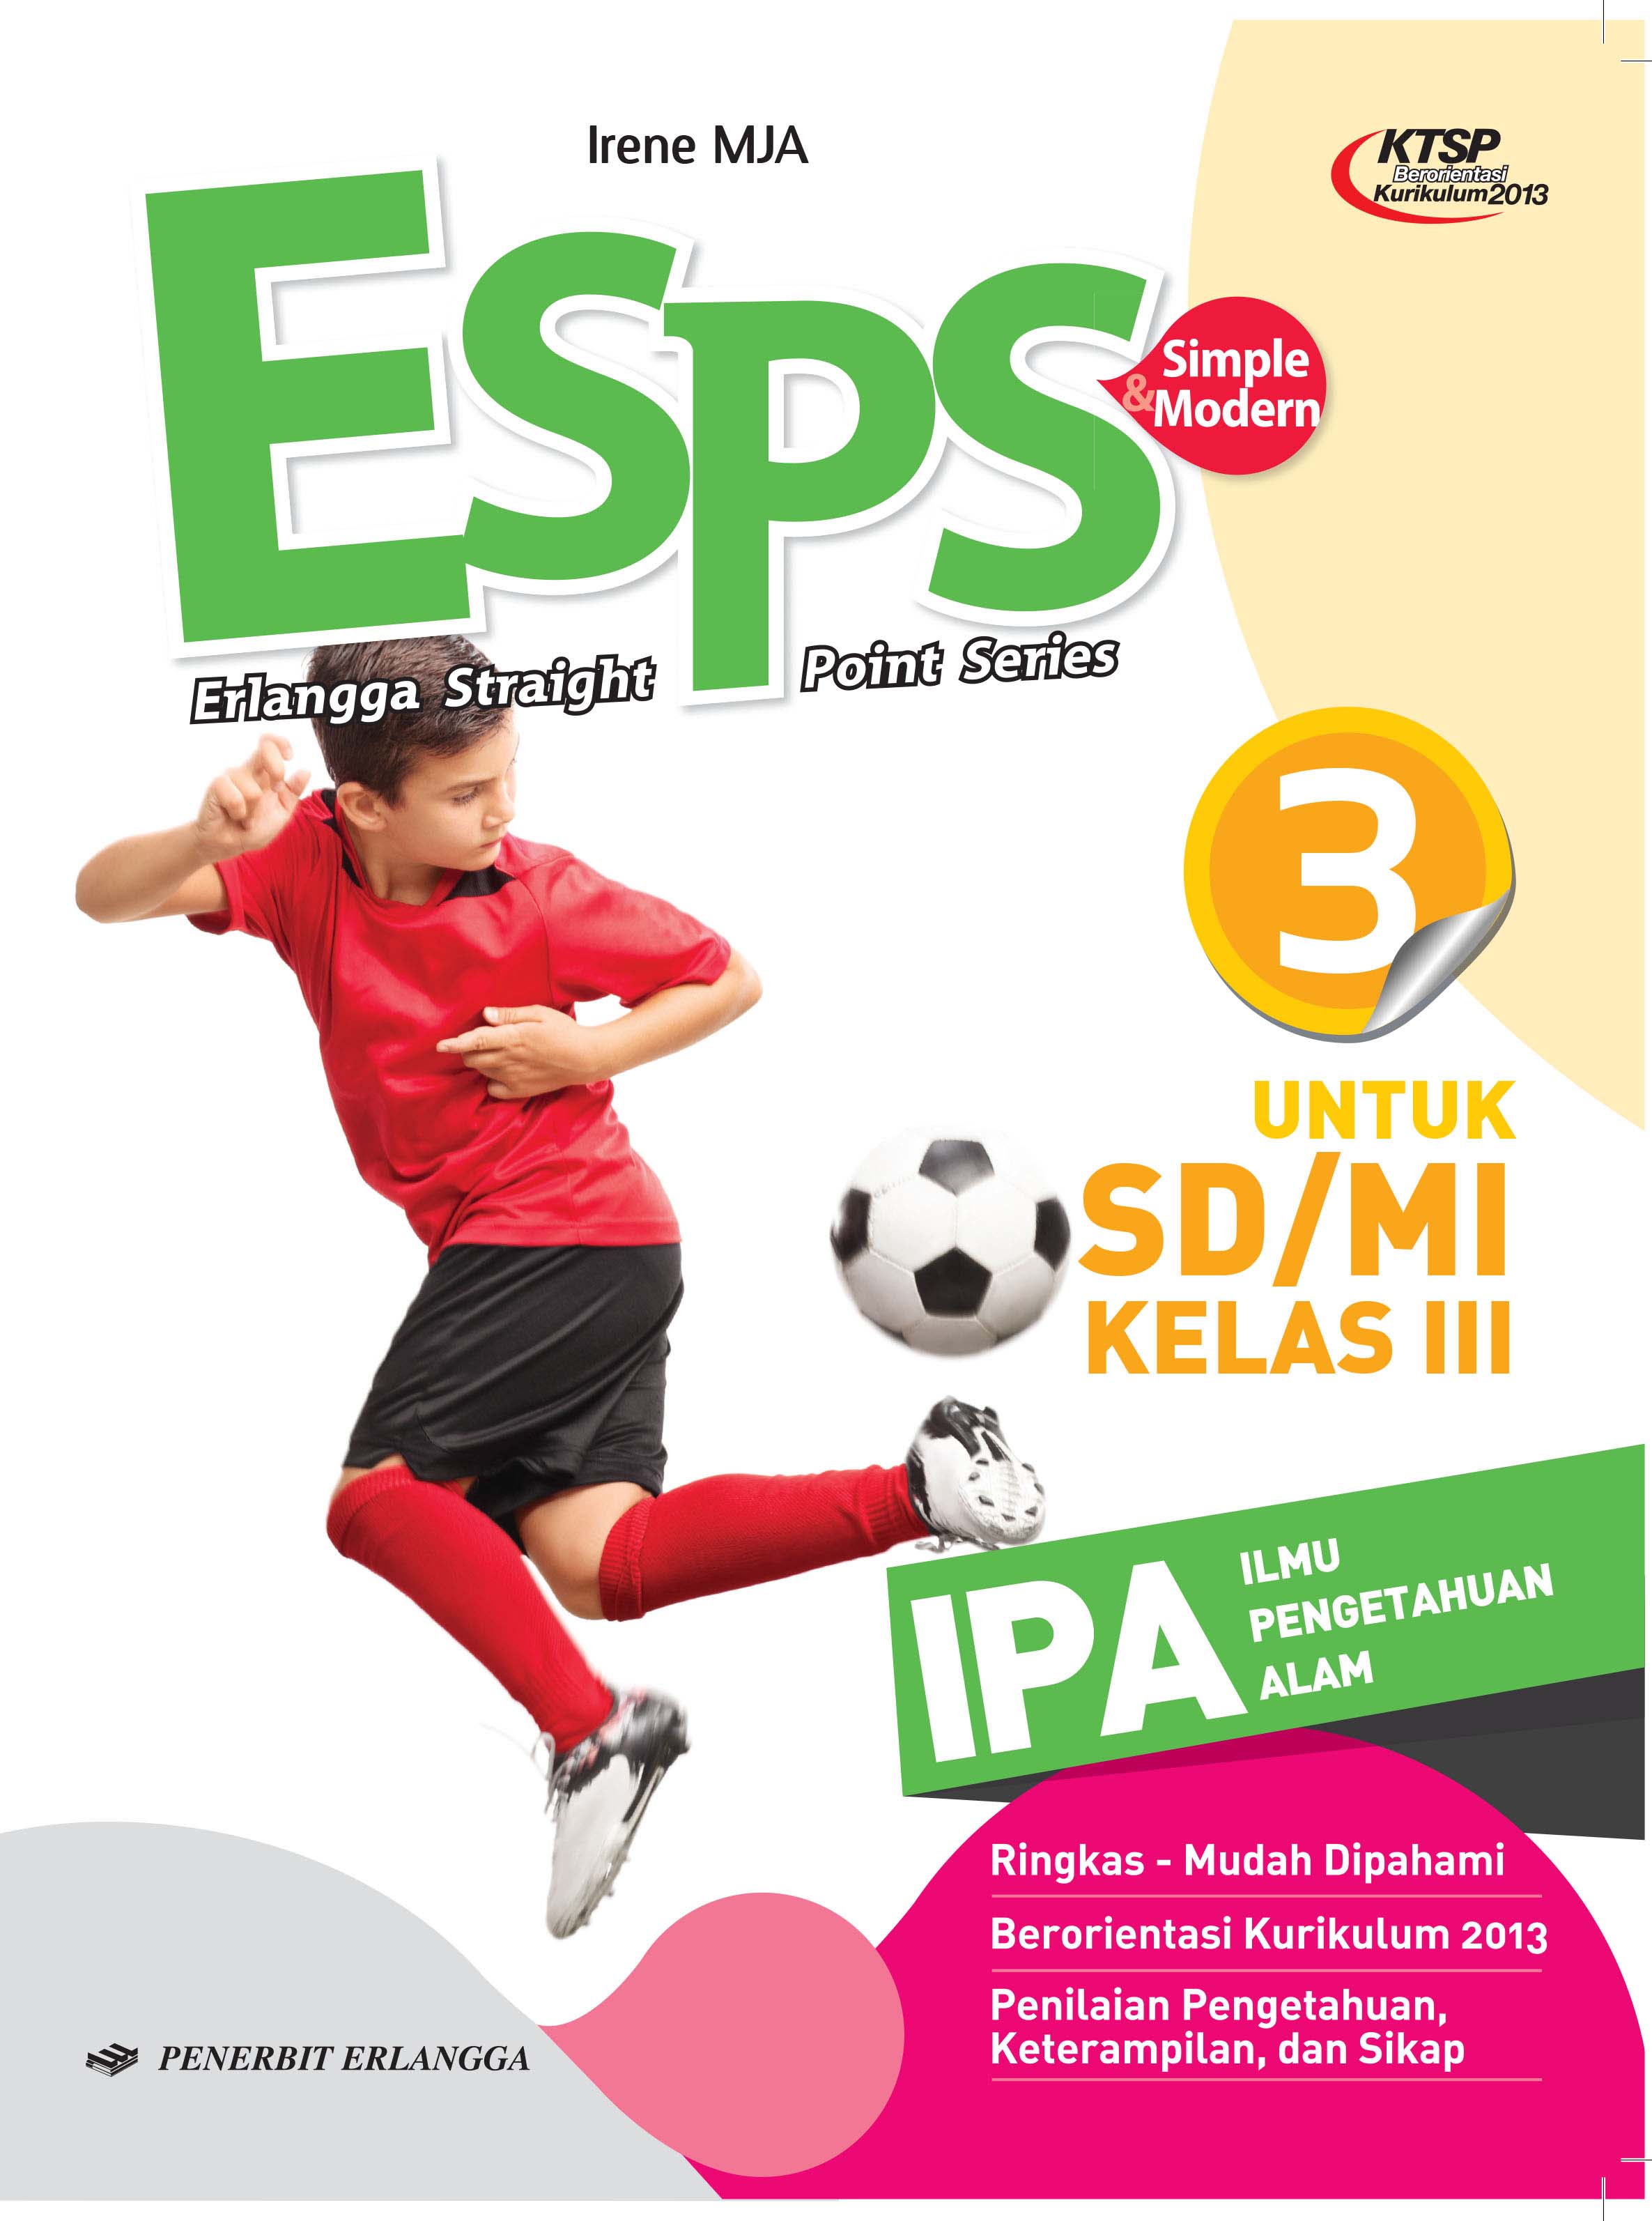 Irene MJA
KTSP
Berorientasi
Kurikulum2013
ESPS
Simple
& Modern
Erlangga Straight Point Series
3
UNTUK
SD/MI
KELAS III
IPA
ILMU
PENGETAHUAN
ALAM
Ringkas - Mudah Dipahami
Berorientasi Kurikulum 2013
Penilaian Pengetahuan,
Keterampilan, dan Sikap
PENERBIT ERLANGGA